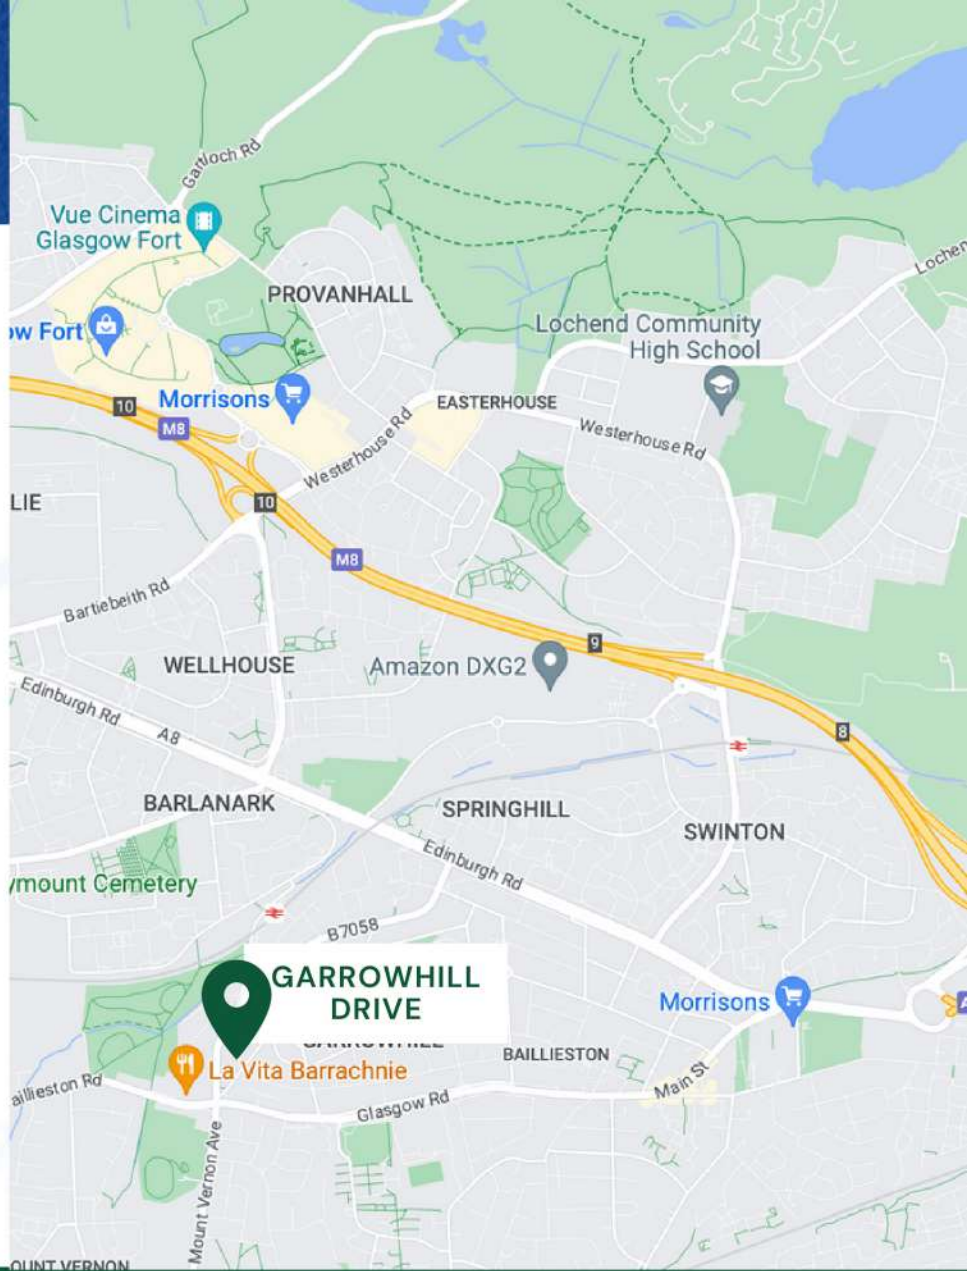 Gartloch Rd
Vue Cinema
Glasgow Fort
PROVANHALL
Lochen
ow Fort
Lochend Community
High School
Morrisons
EASTERHOUSE
10
M8
Westerhouse Rd
Westerhouse Rd
LIE
10
M8
Bartiebeith Rd
9
WELLHOUSE
Amazon DXG2
Edinburgh Rd
A8
8
BARLANARK
SPRINGHILL
SWINTON
Edinburgh Rd
ymount Cemetery
B7058
GARROWHILL
DRIVE
Morrisons
A
GARROWHILL
BAILLIESTON
La Vita Barrachnie
aillieston Rd
Main St
Glasgow Rd
Mount Vernon Ave
OUNT VERNON